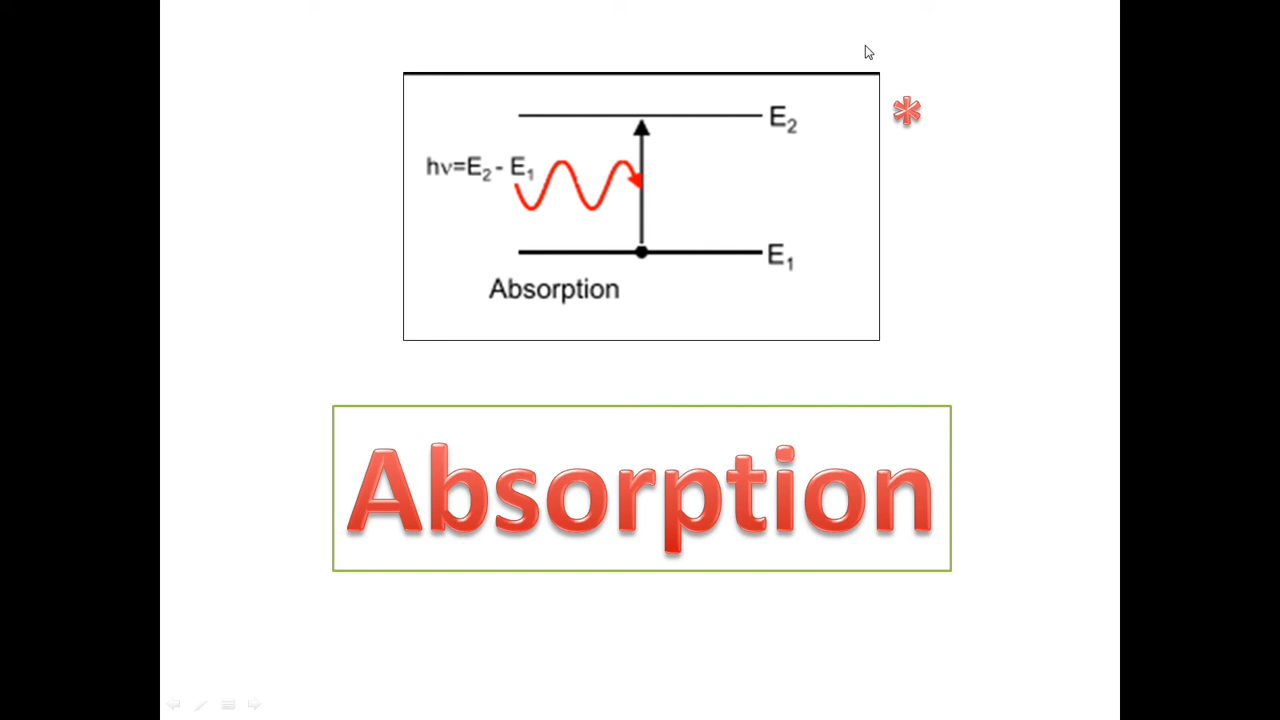 E₂
*
hν=E₂ - E₁
E₁
Absorption
Absorption